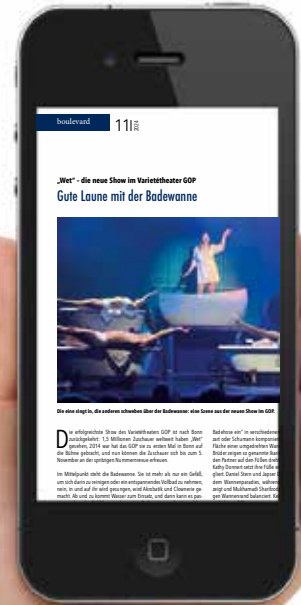 boulevard
11|2024
„Wet“ – die neue Show im Varietétheater GOP
Gute Laune mit der Badewanne
Die eine singt in, die anderen schweben über der Badewanne: eine Szene aus der neuen Show im GOP.
Die erfolgreichste Show des Varietétheaters GOP ist nach Bonn
zurückgekehrt: 1,5 Millionen Zuschauer weltweit haben „Wet“
gesehen, 2014 war hat das GOP sie zu ersten Mal in Bonn auf
die Bühne gebracht, und nun können die Zuschauer sich bis zum 5.
November an der spritzigen Nummernrevue erfreuen.
Im Mittelpunkt steht die Badewanne. Sie ist mehr als nur ein Gefäß,
um sich darin zu reinigen oder ein entspannendes Vollbad zu nehmen,
nein, in und auf ihr wird gesungen, wird Akrobatik und Clownerie ge-
macht. Ab und zu kommt Wasser zum Einsatz, und dann kann es pas-
Badehose ein“ in verschiedene
zart oder Schumann komponier
Fläche einer umgedrehten Wan
Brüder zeigen so genannte Ikari
den Partner auf den Füßen dreh
Kathy Donnert setzt ihre Füße e
gliert. Daniel Stern und Jayper D
dem Wannenparadies, während
zeigt und Mukhamadi Sharifzod
gen Wannenrand balanciert. Ke